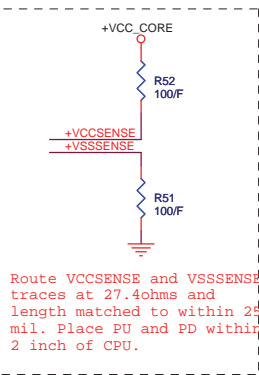 +VCC_CORE
R52
100/F
+VCCSENSE
+VSSSENSE
R51
100/F
Route VCCSENSE and VSSSENSE
traces at 27.4ohms and
length matched to within 25
mil. Place PU and PD within
2 inch of CPU.